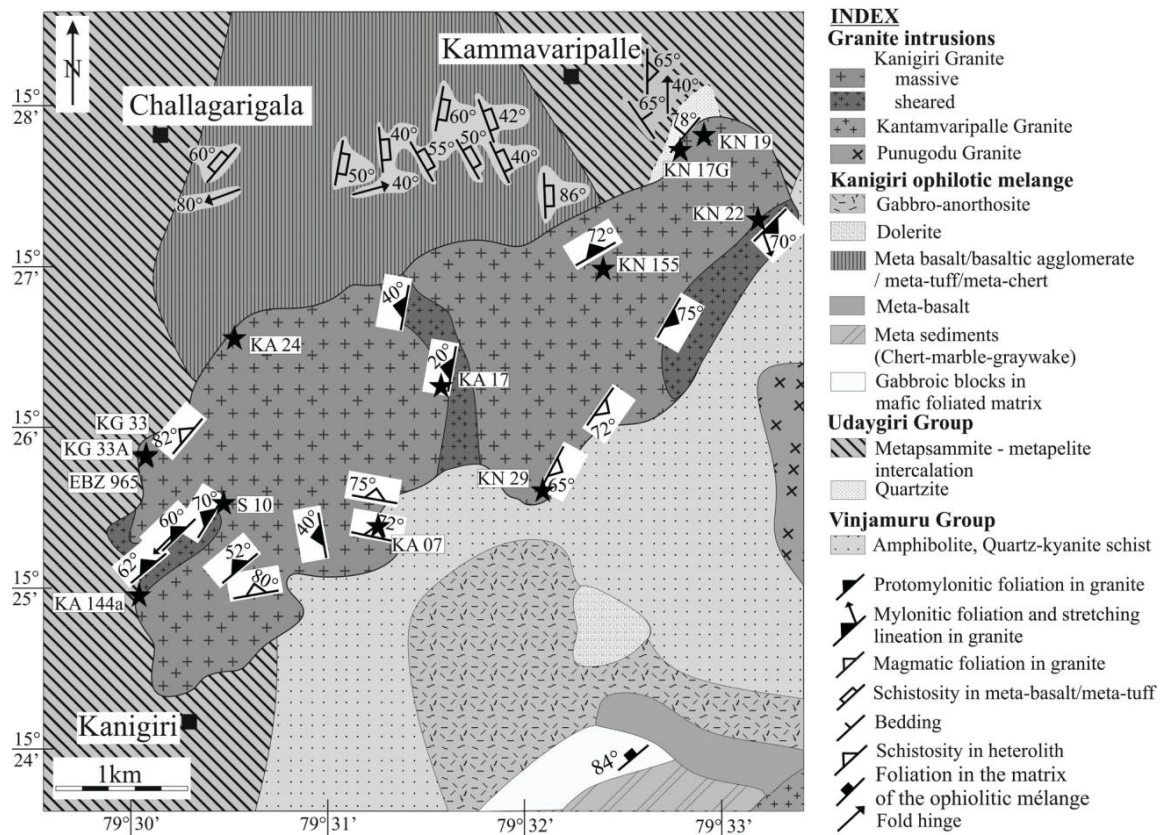 N
Kammavaripalle
Challagarigala
15°
28'
15°
27'
15°
26'
15°
25'
15°
24'
65°
40°
65°
78°
60°
42°
40°
55°
50°
40°
50°
40°
86°
60°
80°
KN 19
KN 17G
KN 22
70°
72°
KN 155
75°
40°
20°
KA 17
KA 24
KG 33
82°
KG 33A
EBZ 965
S 10
70°
60°
62°
52°
80°
40°
75°
72°
KA 07
KN 29
65°
72°
KA 144a
Kanigiri
1km
84°
79° 30'
79° 31'
79° 32'
79° 33'
INDEX
Granite intrusions
Kanigiri Granite
massive
sheared
Kantamvaripalle Granite
Punugodu Granite
Kanigiri ophilotic melange
Gabbro-anorthosite
Dolerite
Meta basalt/basaltic agglomerate
/ meta-tuff/meta-chert
Meta-basalt
Meta sediments
(Chert-marble-graywake)
Gabbroic blocks in
mafic foliated matrix
Udaygiri Group
Metapsammite - metapelite
intercalation
Quartzite
Vinjamuru Group
Amphibolite, Quartz-kyanite schist
Protomylonitic foliation in granite
Mylonitic foliation and stretching
lineation in granite
Magmatic foliation in granite
Schistosity in meta-basalt/meta-tuff
Bedding
Schistosity in heterolith
Foliation in the matrix
of the ophiolitic mélange
Fold hinge